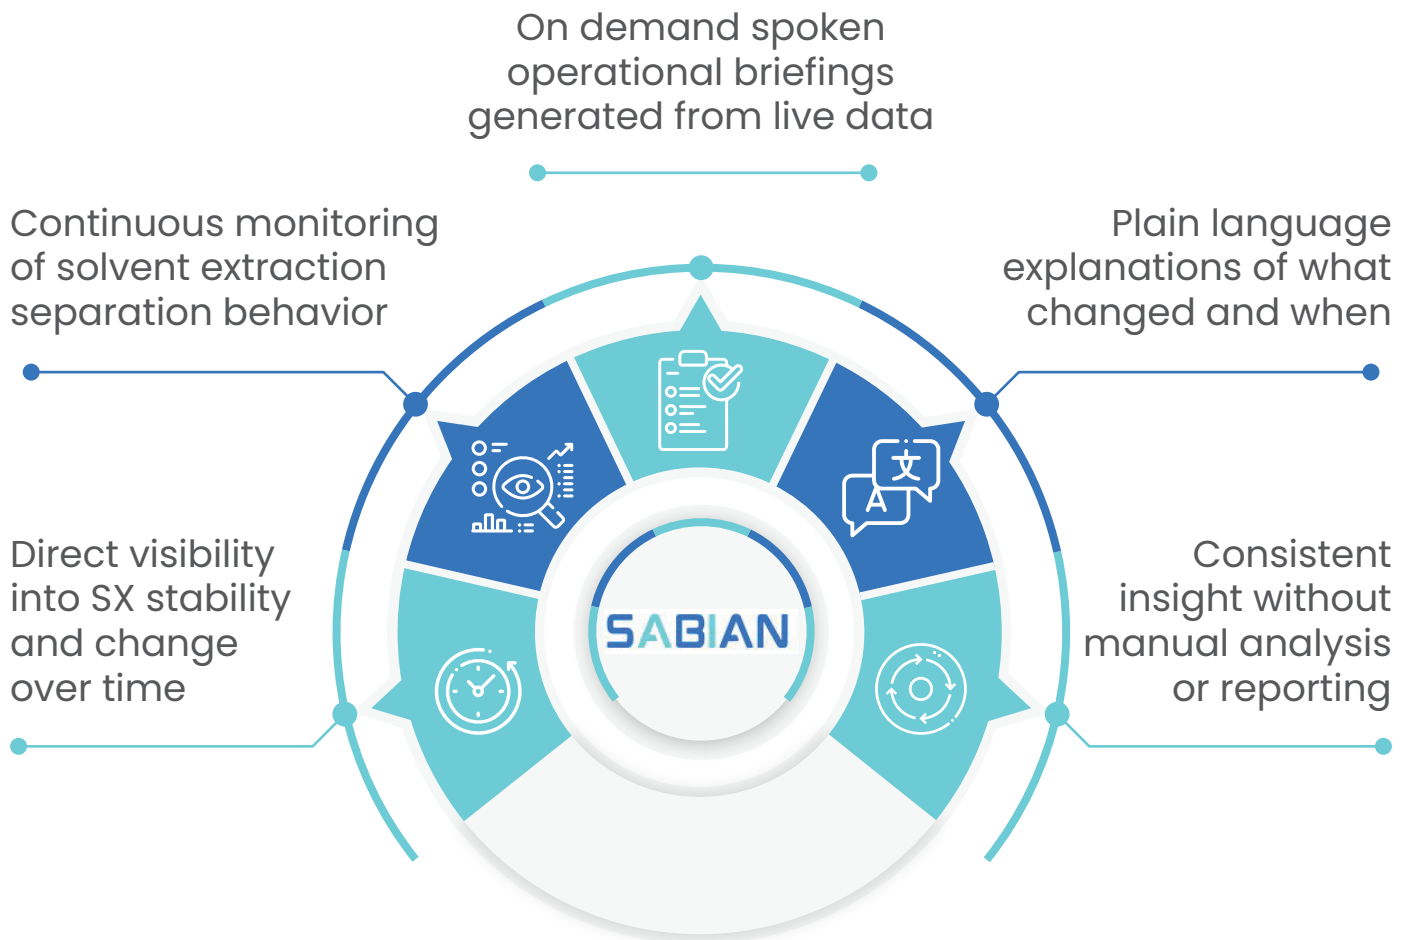 On demand spoken
operational briefings
generated from live data
Continuous monitoring
of solvent extraction
separation behavior
Plain language
explanations of what
changed and when
Direct visibility
into SX stability
and change
over time
Consistent
insight without
manual analysis
or reporting
文
A
SABIAN